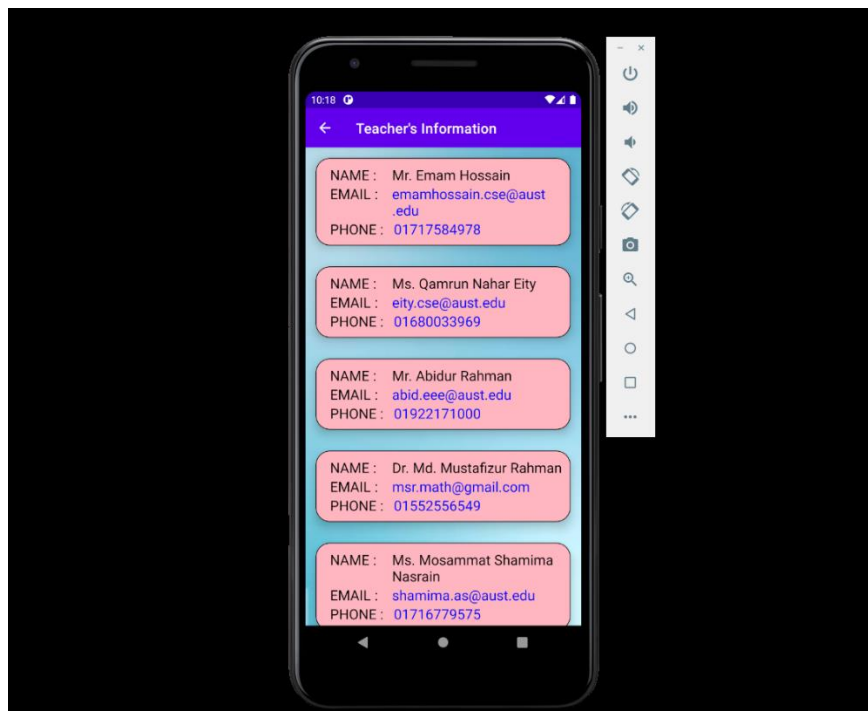 10:18
Teacher's Information
NAME : Mr. Emam Hossain
EMAIL : emamhossain.cse@aust
.edu
PHONE : 01717584978
NAME : Ms. Qamrun Nahar Eity
EMAIL : eity.cse@aust.edu
PHONE : 01680033969
NAME : Mr. Abidur Rahman
EMAIL : abid.eee@aust.edu
PHONE : 01922171000
NAME : Dr. Md. Mustafizur Rahman
EMAIL : msr.math@gmail.com
PHONE : 01552556549
NAME : Ms. Mosammat Shamima
Nasrain
EMAIL : shamima.as@aust.edu
PHONE : 01716779575